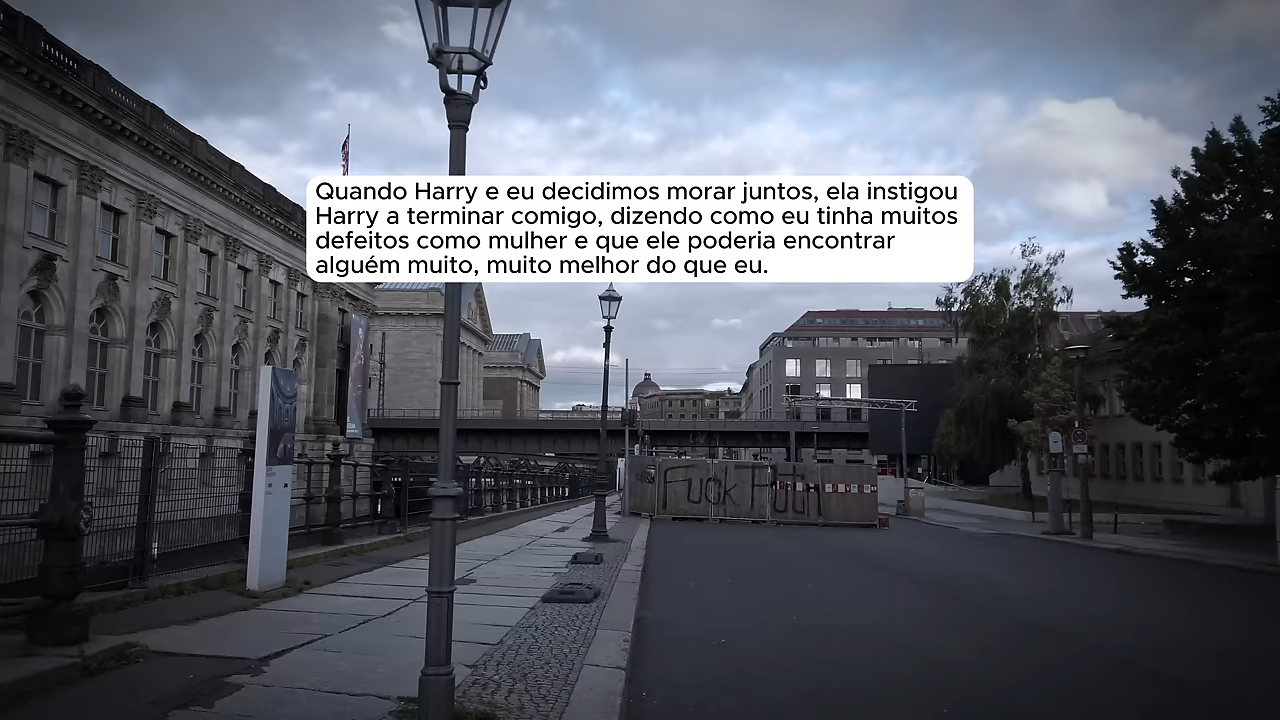 Quando Harry e eu decidimos morar juntos, ela instigou
Harry a terminar comigo, dizendo como eu tinha muitos
defeitos como mulher e que ele poderia encontrar
alguém muito, muito melhor do que eu.
FUCK